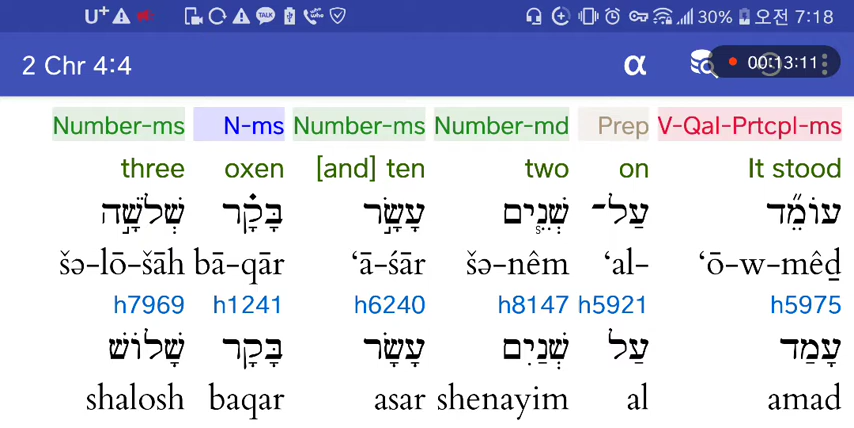 U+ 30% 오전 7:18
2 Chr 4:4 α 00:13:11
Number-ms N-ms Number-ms Number-md Prep V-Qal-Prtcpl-ms
three oxen [and] ten two on It stood
עוֹמֵ֞ד עַל־ שְׁנֵ֧ים עָשָׂ֣ר בָּקָ֗ר שְׁלֹשָׁ֣ה
šə-lō-šāh bā-qār ‘ā-śār šə-nêm ‘al- ‘ō-w-mêḏ
h7969 h1241 h6240 h8147 h5921 h5975
עָמַד עַל שְׁנַיִם עָשָׂר בָּקָר שָׁלוֹשׁ
shalosh baqar asar shenayim al amad